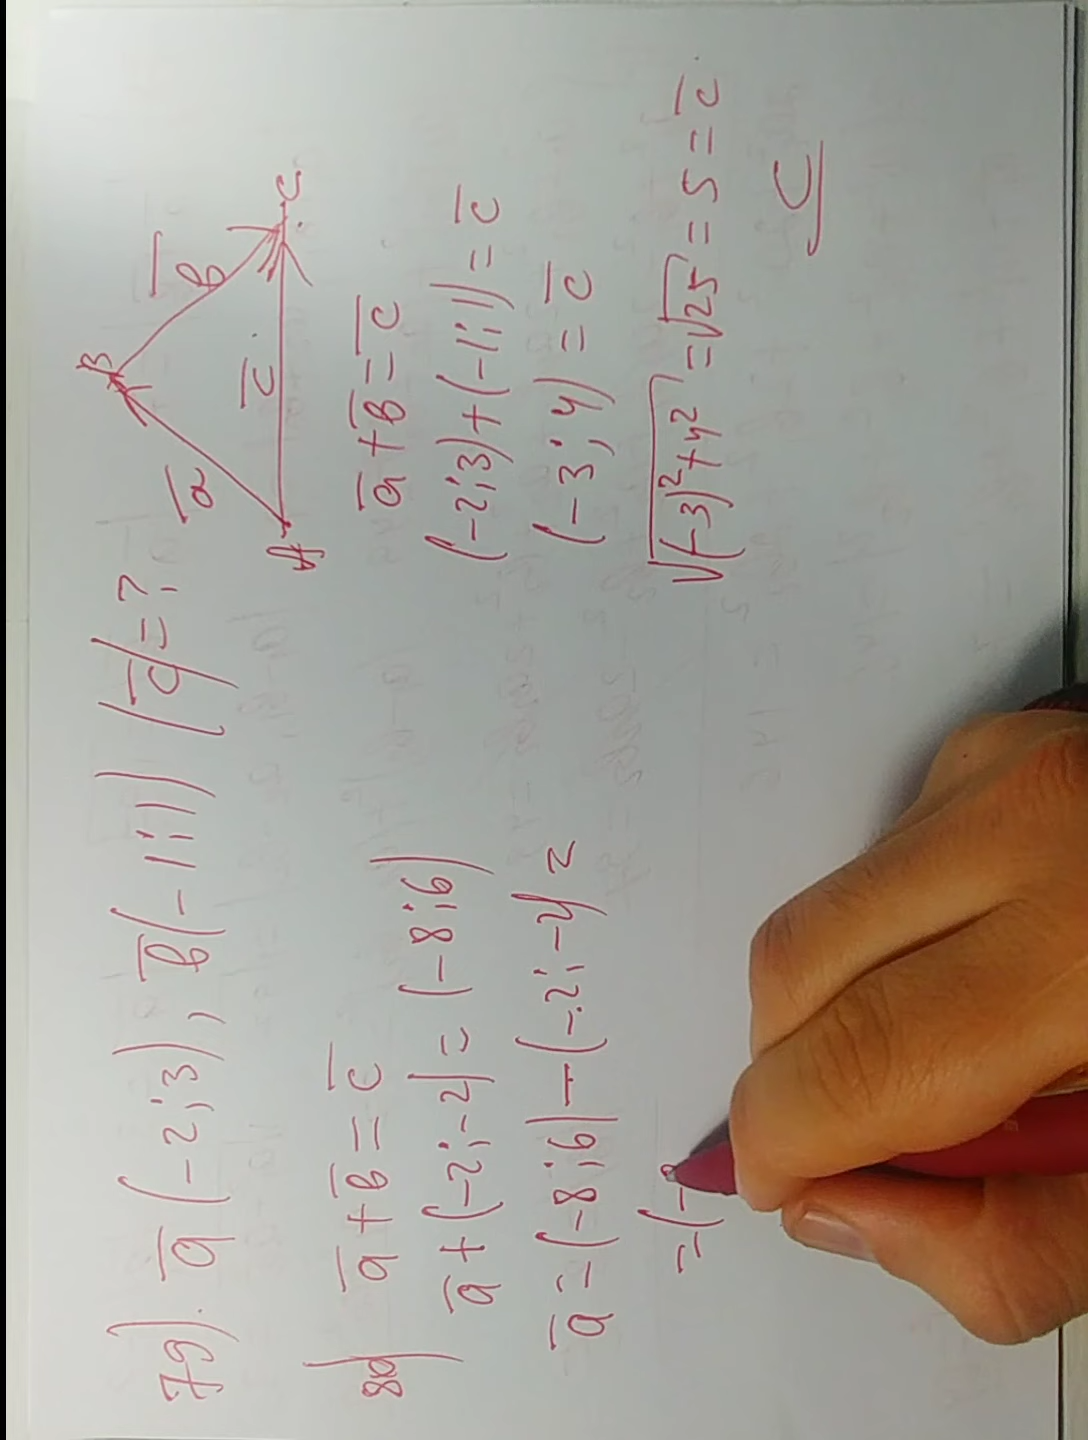 79). a̅ (-2;3), b̅(-1;1) |c̅|=?
B
a̅ b̅
c̅
A C
a̅+b̅=c̅
(-2;3)+(-1;1)=c̅
(-3;4)=c̅
√(-3)²+4² =√25=5=c̅.
C
80) a̅+b̅=c̅
a̅+(-2;-2)=(-8;6)
a̅=(-8;6)-(-2;-2)=
=(-